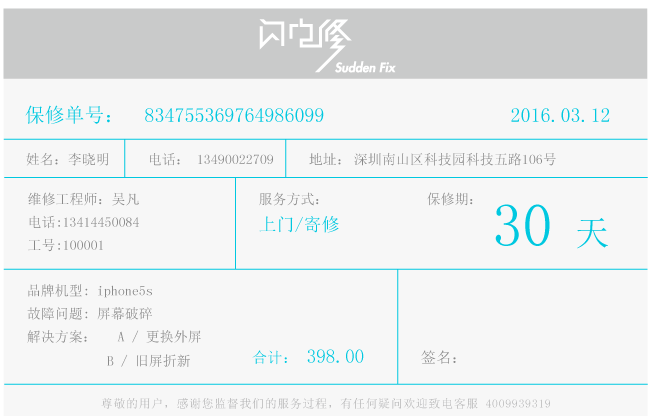 闪电修
Sudden Fix
保修单号: 834755369764986099 2016.03.12
姓名: 李晓明 电话: 13490022709 地址: 深圳南山区科技园科技五路106号
维修工程师: 吴凡
电话:13414450084
工号:100001
服务方式:
上门/寄修
保修期:
30 天
品牌机型: iphone5s
故障问题: 屏幕破碎
解决方案: A / 更换外屏
B / 旧屏折新
合计: 398.00
签名:
尊敬的用户, 感谢您监督我们的服务过程, 有任何疑问欢迎致电客服 4009939319